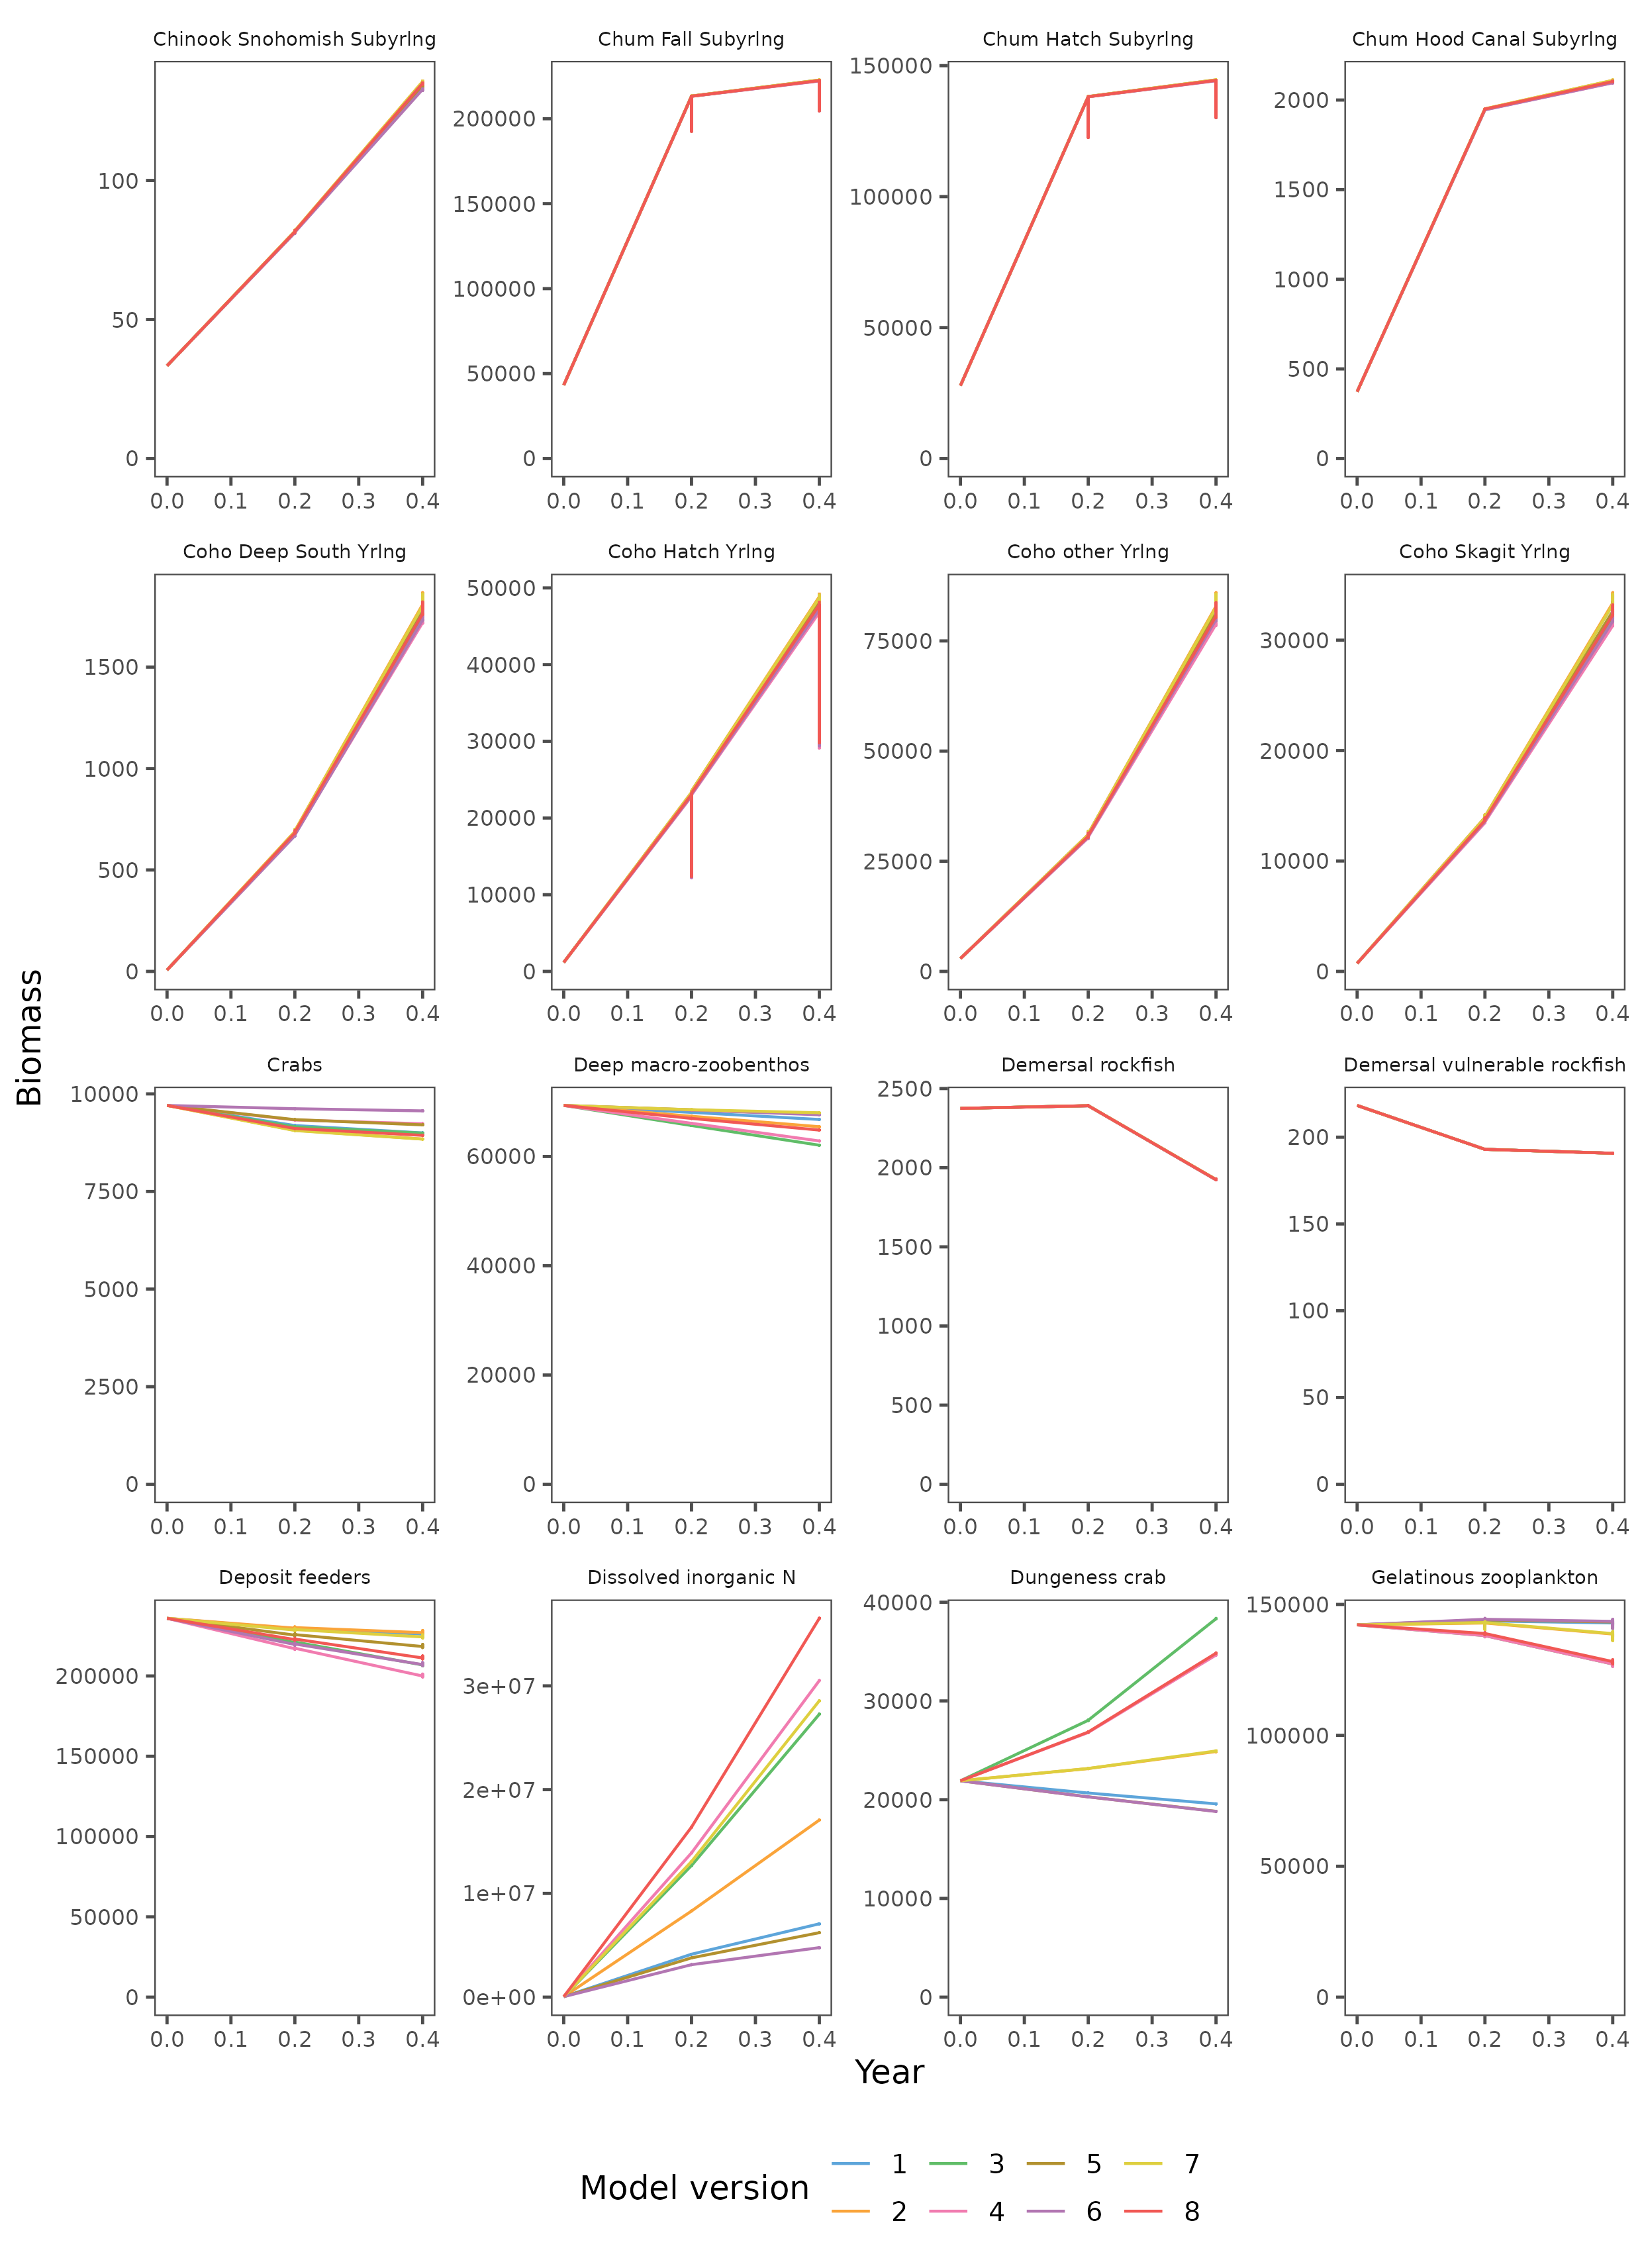 Chinook Snohomish Subyrlng
Chum Fall Subyrlng
Chum Hatch Subyrlng
Chum Hood Canal Subyrlng
100
50
0
200000
150000
100000
50000
0
150000
100000
50000
0
2000
1500
1000
500
0
0.0 0.1 0.2 0.3 0.4
0.0 0.1 0.2 0.3 0.4
0.0 0.1 0.2 0.3 0.4
0.0 0.1 0.2 0.3 0.4
Coho Deep South Yrlng
Coho Hatch Yrlng
Coho other Yrlng
Coho Skagit Yrlng
1500
1000
500
0
50000
40000
30000
20000
10000
0
75000
50000
25000
0
30000
20000
10000
0
0.0 0.1 0.2 0.3 0.4
0.0 0.1 0.2 0.3 0.4
0.0 0.1 0.2 0.3 0.4
0.0 0.1 0.2 0.3 0.4
Biomass
Crabs
Deep macro-zoobenthos
Demersal rockfish
Demersal vulnerable rockfish
10000
7500
5000
2500
0
60000
40000
20000
0
2500
2000
1500
1000
500
0
200
150
100
50
0
0.0 0.1 0.2 0.3 0.4
0.0 0.1 0.2 0.3 0.4
0.0 0.1 0.2 0.3 0.4
0.0 0.1 0.2 0.3 0.4
Deposit feeders
Dissolved inorganic N
Dungeness crab
Gelatinous zooplankton
200000
150000
100000
50000
0
3e+07
2e+07
1e+07
0e+00
40000
30000
20000
10000
0
150000
100000
50000
0
0.0 0.1 0.2 0.3 0.4
0.0 0.1 0.2 0.3 0.4
0.0 0.1 0.2 0.3 0.4
0.0 0.1 0.2 0.3 0.4
Year
Model version
1 3 5 7
2 4 6 8